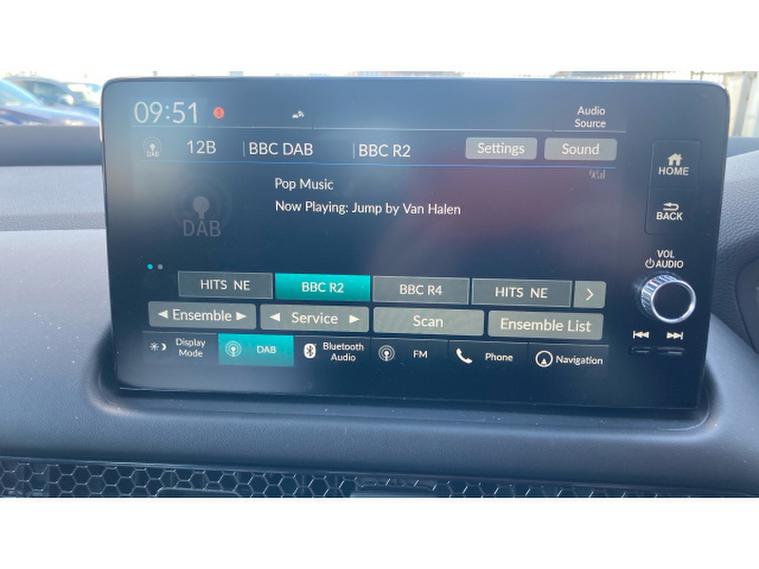 09:51
Audio
Source
DAB 12B BBC DAB BBC R2 Settings Sound
HOME
Pop Music
Now Playing: Jump by Van Halen
DAB
BACK
VOL
AUDIO
HITS NE BBC R2 BBC R4 HITS NE
Ensemble Service Scan Ensemble List
Display
Mode
DAB
Bluetooth
Audio
FM
Phone
Navigation